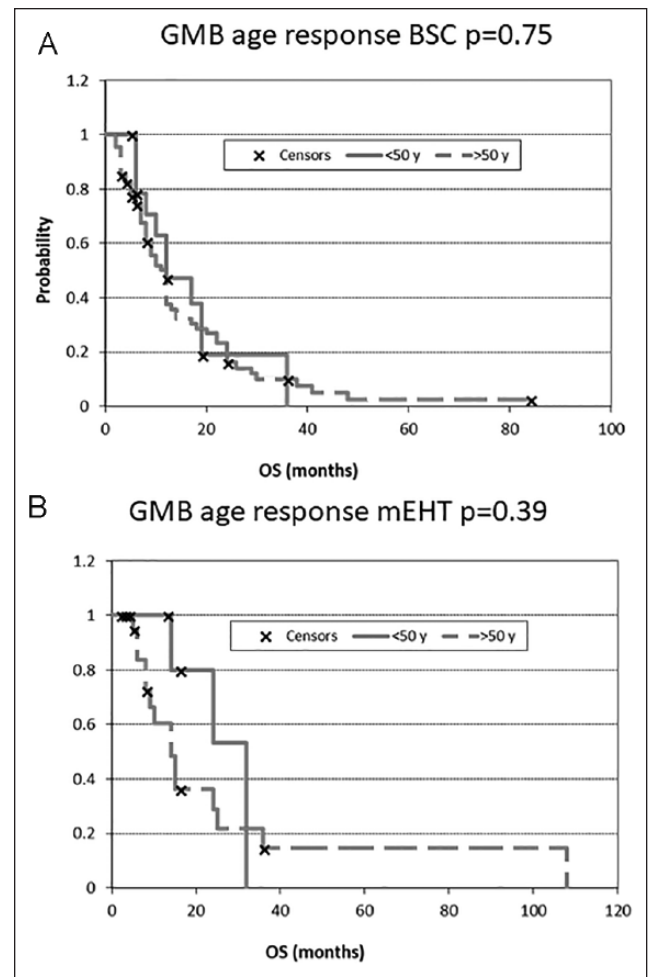 A
GMB age response BSC p=0.75
1.2
1
0.8
0.6
0.4
0.2
0
Probability
Censors <50 y >50 y
0 20 40 60 80 100
OS (months)
B
GMB age response mEHT p=0.39
1.2
1
0.8
0.6
0.4
0.2
0
Censors <50 y >50 y
0 20 40 60 80 100 120
OS (months)